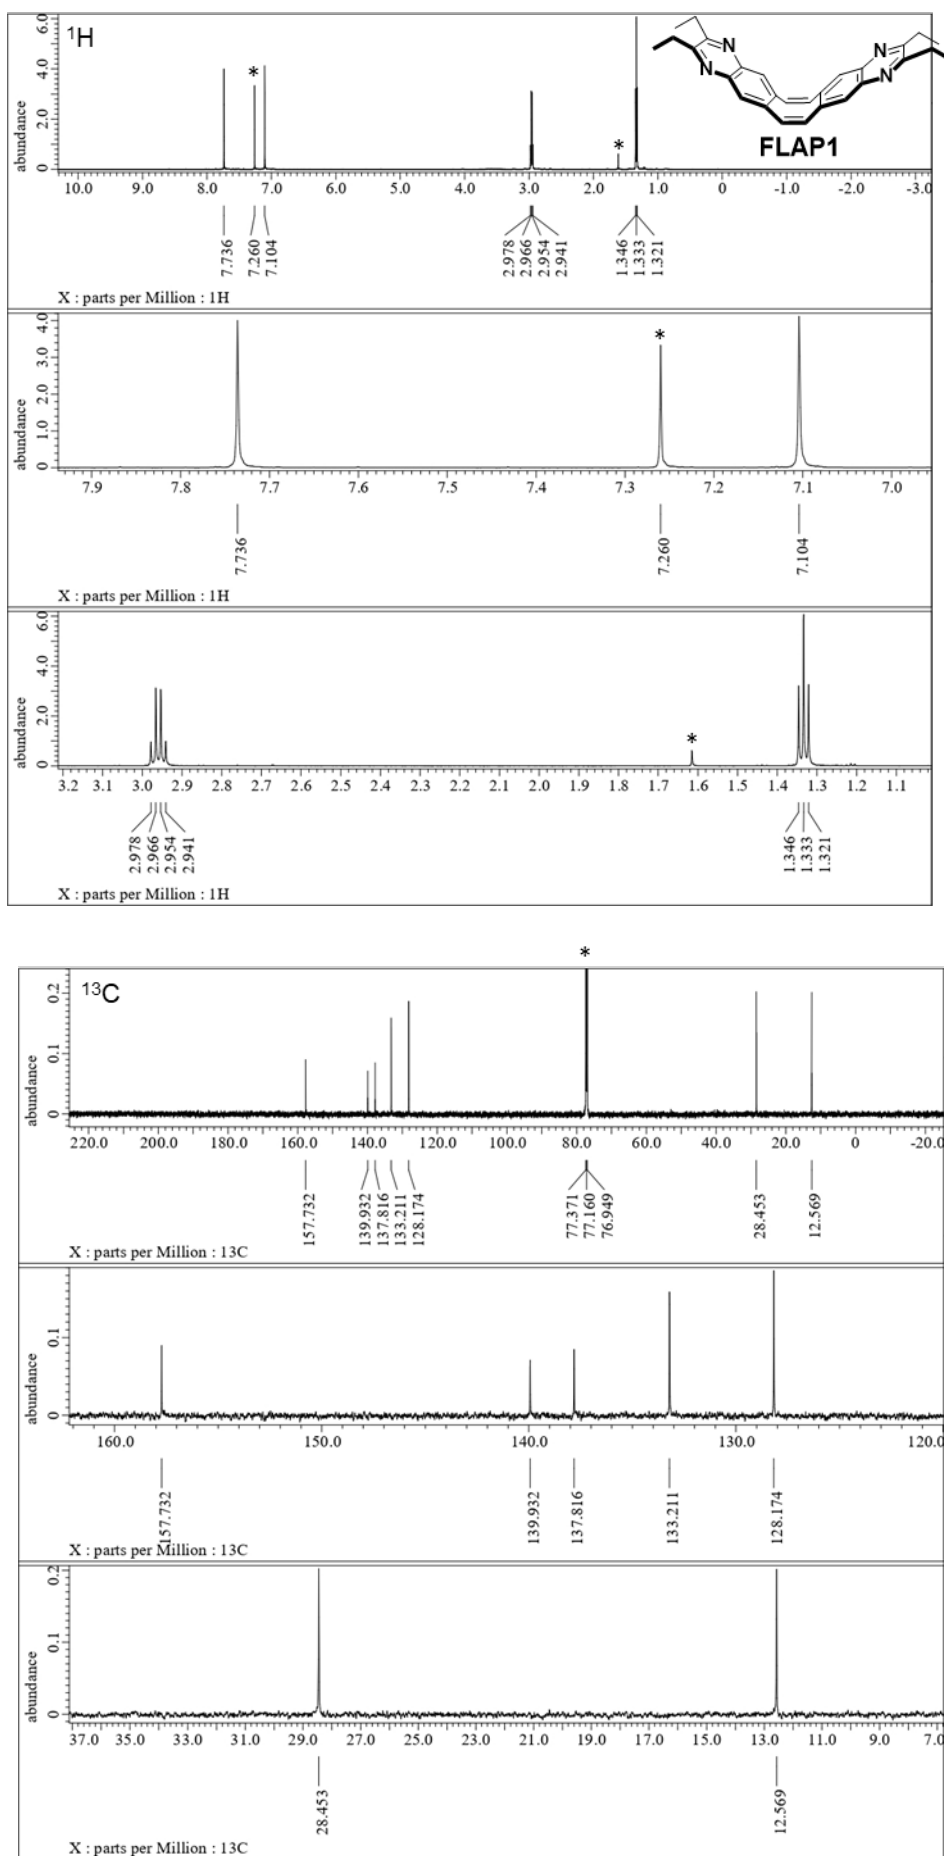 ¹H
6.0
4.0
2.0
0
abundance
*
*
N
N
N
N
FLAP1
10.0 9.0 8.0 7.0 6.0 5.0 4.0 3.0 2.0 1.0 0 -1.0 -2.0 -3.0
7.736
7.260
7.104
2.978
2.966
2.954
2.941
1.346
1.333
1.321
X : parts per Million : 1H
4.0
3.0
2.0
1.0
0
abundance
*
7.9 7.8 7.7 7.6 7.5 7.4 7.3 7.2 7.1 7.0
7.736
7.260
7.104
X : parts per Million : 1H
6.0
4.0
2.0
0
abundance
*
3.2 3.1 3.0 2.9 2.8 2.7 2.6 2.5 2.4 2.3 2.2 2.1 2.0 1.9 1.8 1.7 1.6 1.5 1.4 1.3 1.2 1.1
2.978
2.966
2.954
2.941
1.346
1.333
1.321
X : parts per Million : 1H
*
¹³C
0.2
0.1
0
abundance
220.0 200.0 180.0 160.0 140.0 120.0 100.0 80.0 60.0 40.0 20.0 0 -20.0
157.732
139.932
137.816
133.211
128.174
77.371
77.160
76.949
28.453
12.569
X : parts per Million : 13C
0.1
0
abundance
160.0 150.0 140.0 130.0 120.0
157.732
139.932
137.816
133.211
128.174
X : parts per Million : 13C
0.2
0.1
0
abundance
37.0 35.0 33.0 31.0 29.0 27.0 25.0 23.0 21.0 19.0 17.0 15.0 13.0 11.0 9.0 7.0
28.453
12.569
X : parts per Million : 13C